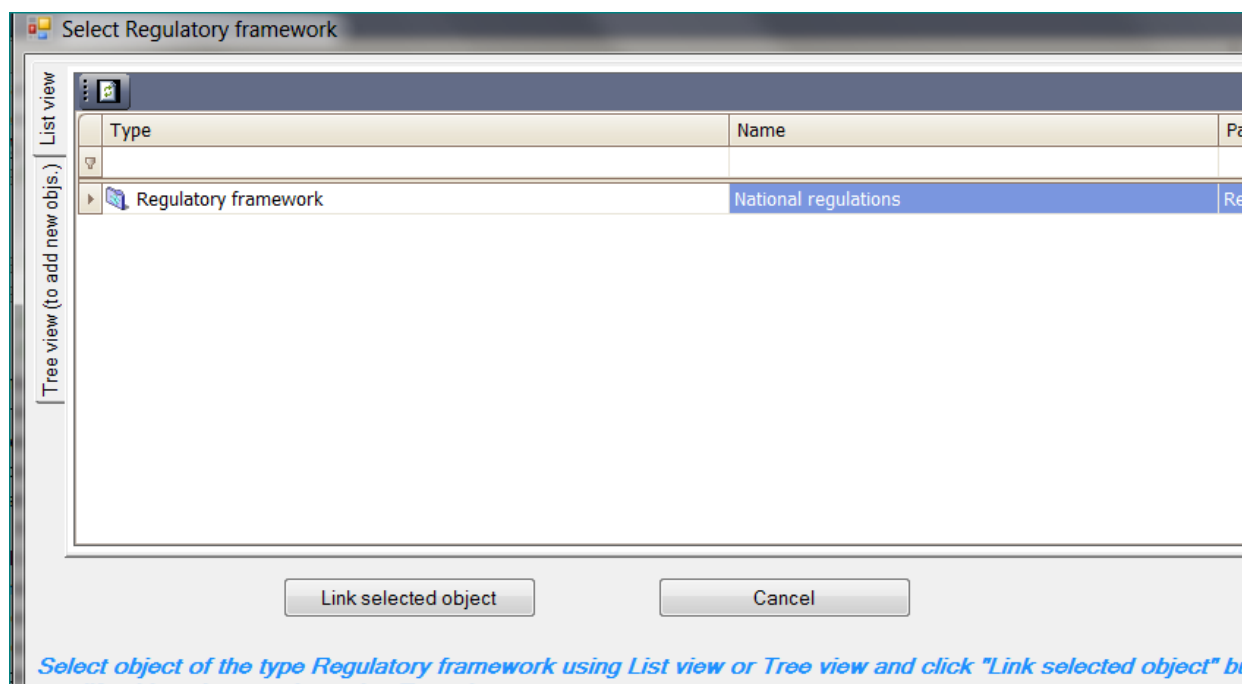 Select Regulatory framework
List view
Tree view (to add new objs.)
Type Name
Regulatory framework National regulations
Link selected object Cancel
Select object of the type Regulatory framework using List view or Tree view and click "Link selected object"